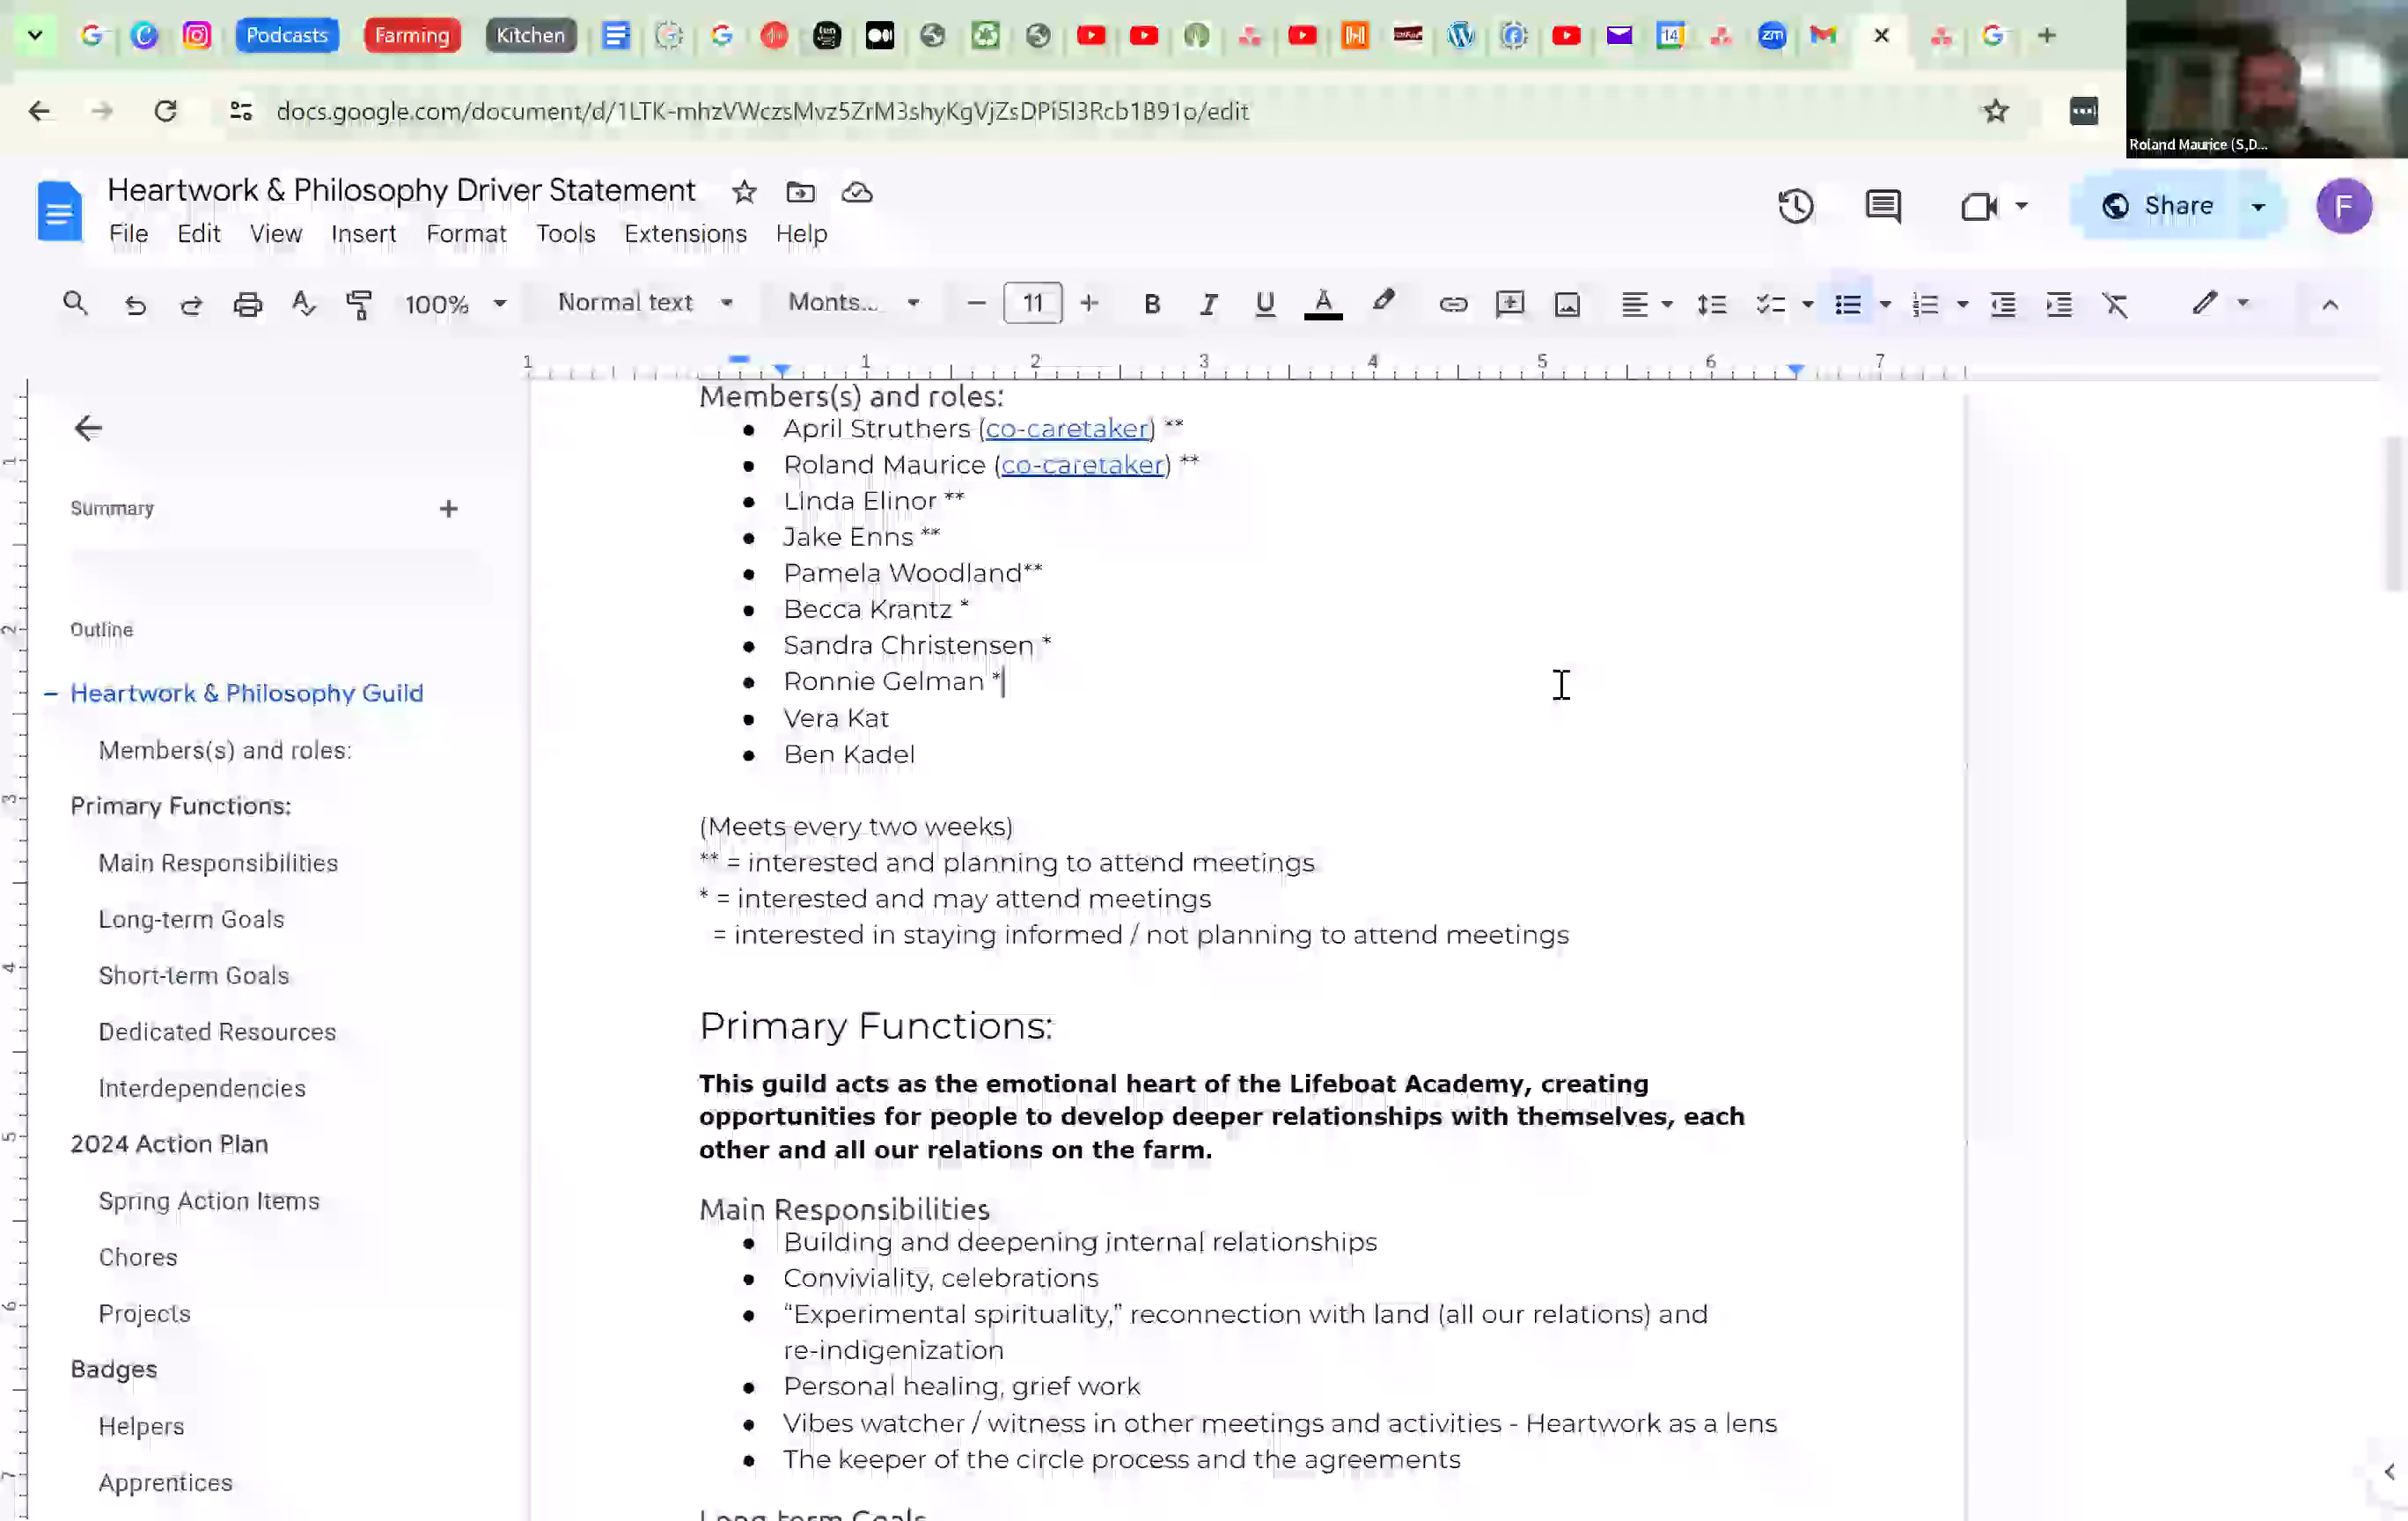 Podcasts Farming Kitchen
docs.google.com/document/d/1LTK-mhzVWczsMvz5ZrM3shyKgVjZsDPi5I3Rcb1B91o/edit
Roland Maurice (S,D...
Heartwork & Philosophy Driver Statement
File Edit View Insert Format Tools Extensions Help
Share
F
100% Normal text Monts... 11
1 1 2 3 4 5 6 7
Summary
Outline
Heartwork & Philosophy Guild
Members(s) and roles:
Primary Functions:
Main Responsibilities
Long-term Goals
Short-term Goals
Dedicated Resources
Interdependencies
2024 Action Plan
Spring Action Items
Chores
Projects
Badges
Helpers
Apprentices
Members(s) and roles:
● April Struthers (co-caretaker) **
● Roland Maurice (co-caretaker) **
● Linda Elinor **
● Jake Enns **
● Pamela Woodland**
● Becca Krantz *
● Sandra Christensen *
● Ronnie Gelman *
● Vera Kat
● Ben Kadel
(Meets every two weeks)
** = interested and planning to attend meetings
* = interested and may attend meetings
= interested in staying informed / not planning to attend meetings
Primary Functions:
This guild acts as the emotional heart of the Lifeboat Academy, creating
opportunities for people to develop deeper relationships with themselves, each
other and all our relations on the farm.
Main Responsibilities
● Building and deepening internal relationships
● Conviviality, celebrations
● “Experimental spirituality,” reconnection with land (all our relations) and
re-indigenization
● Personal healing, grief work
● Vibes watcher / witness in other meetings and activities - Heartwork as a lens
● The keeper of the circle process and the agreements
Long-term Goals